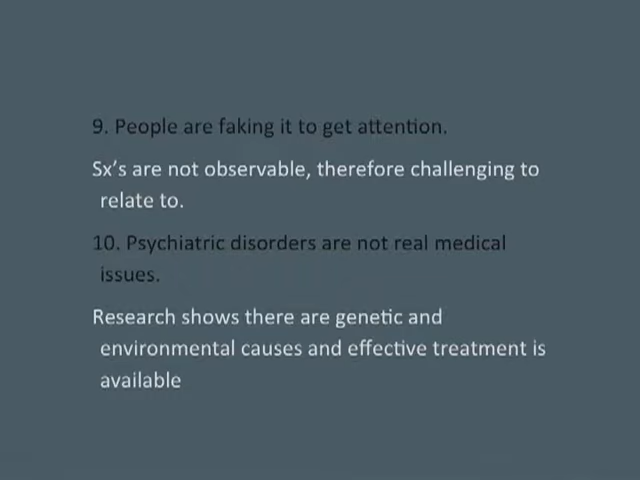 9. People are faking it to get attention.
Sx's are not observable, therefore challenging to
relate to.
10. Psychiatric disorders are not real medical
issues.
Research shows there are genetic and
environmental causes and effective treatment is
available